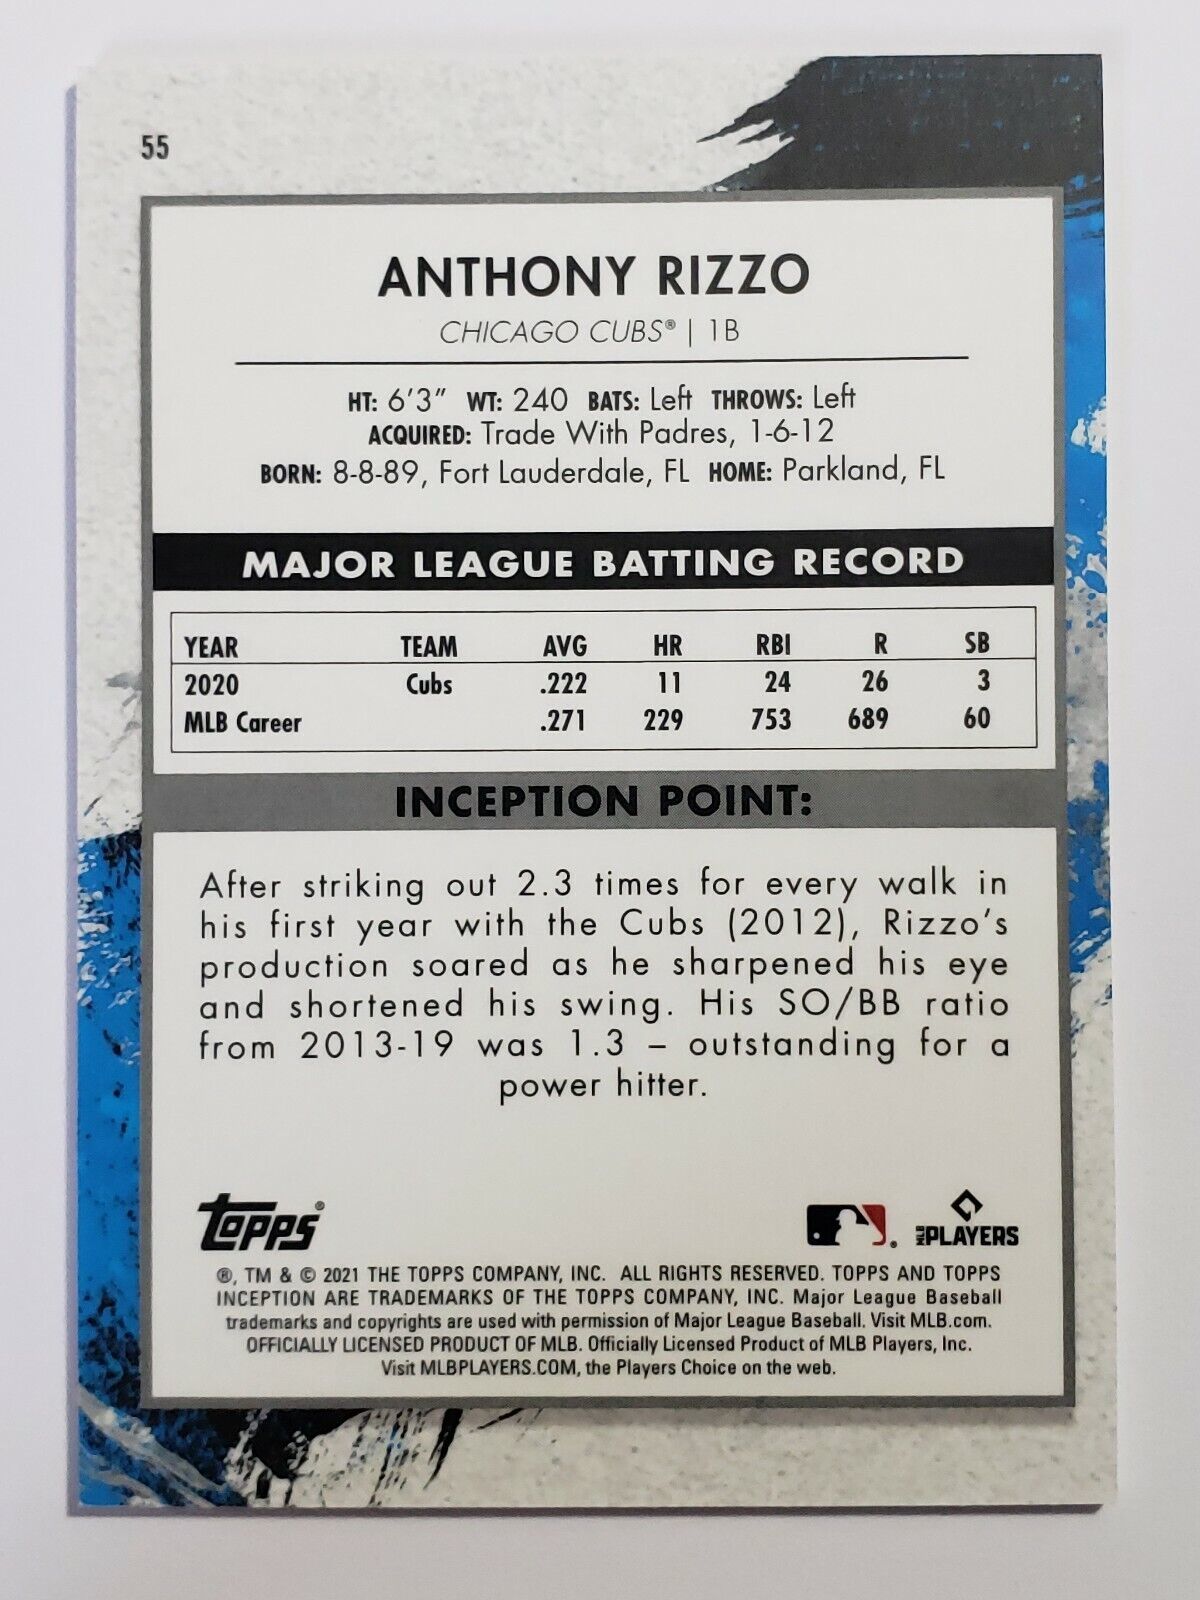 55
ANTHONY RIZZO
CHICAGO CUBS® | 1B
HT: 6'3" WT: 240 BATS: Left THROWS: Left
ACQUIRED: Trade With Padres, 1-6-12
BORN: 8-8-89, Fort Lauderdale, FL HOME: Parkland, FL
MAJOR LEAGUE BATTING RECORD
YEAR TEAM AVG HR RBI R SB
2020 Cubs .222 11 24 26 3
MLB Career .271 229 753 689 60
INCEPTION POINT:
After striking out 2.3 times for every walk in
his first year with the Cubs (2012), Rizzo's
production soared as he sharpened his eye
and shortened his swing. His SO/BB ratio
from 2013-19 was 1.3 – outstanding for a
power hitter.
Topps®
® MLB PLAYERS
®, TM & © 2021 THE TOPPS COMPANY, INC. ALL RIGHTS RESERVED. TOPPS AND TOPPS
INCEPTION ARE TRADEMARKS OF THE TOPPS COMPANY, INC. Major League Baseball
trademarks and copyrights are used with permission of Major League Baseball. Visit MLB.com.
OFFICIALLY LICENSED PRODUCT OF MLB. Officially Licensed Product of MLB Players, Inc.
Visit MLBPLAYERS.COM, the Players Choice on the web.